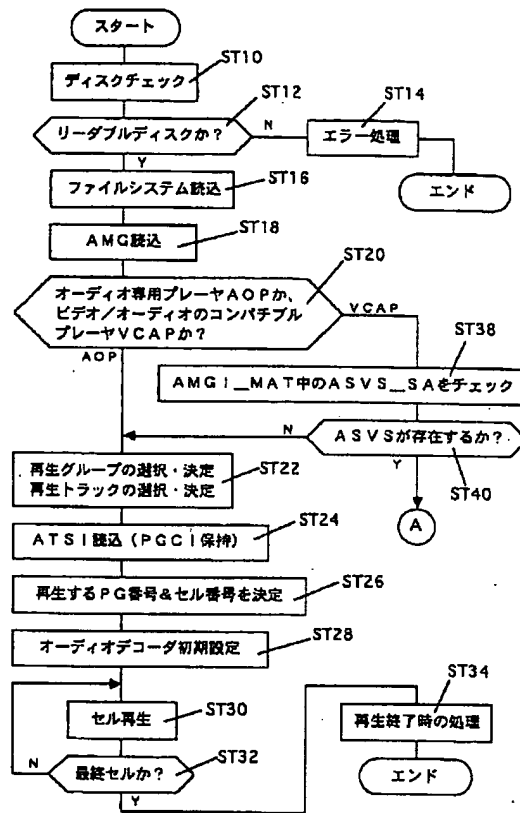 スタート
ディスクチェック
ST10
リーダブルディスクか？
ST12
N
エラー処理
ST14
エンド
Y
ファイルシステム読込
ST16
AMG読込
ST18
オーディオ専用プレーヤAOPか、
ビデオ／オーディオのコンパチブル
プレーヤVCAPか？
ST20
VCAP
AOP
ST38
AMGI__MAT中のASVS__SAをチェック
N
ASVSが存在するか？
Y
ST40
A
再生グループの選択・決定
再生トラックの選択・決定
ST22
ATSI読込（PGCI保持）
ST24
再生するPG番号＆セル番号を決定
ST26
オーディオデコーダ初期設定
ST28
セル再生
ST30
N
最終セルか？
ST32
Y
ST34
再生終了時の処理
エンド